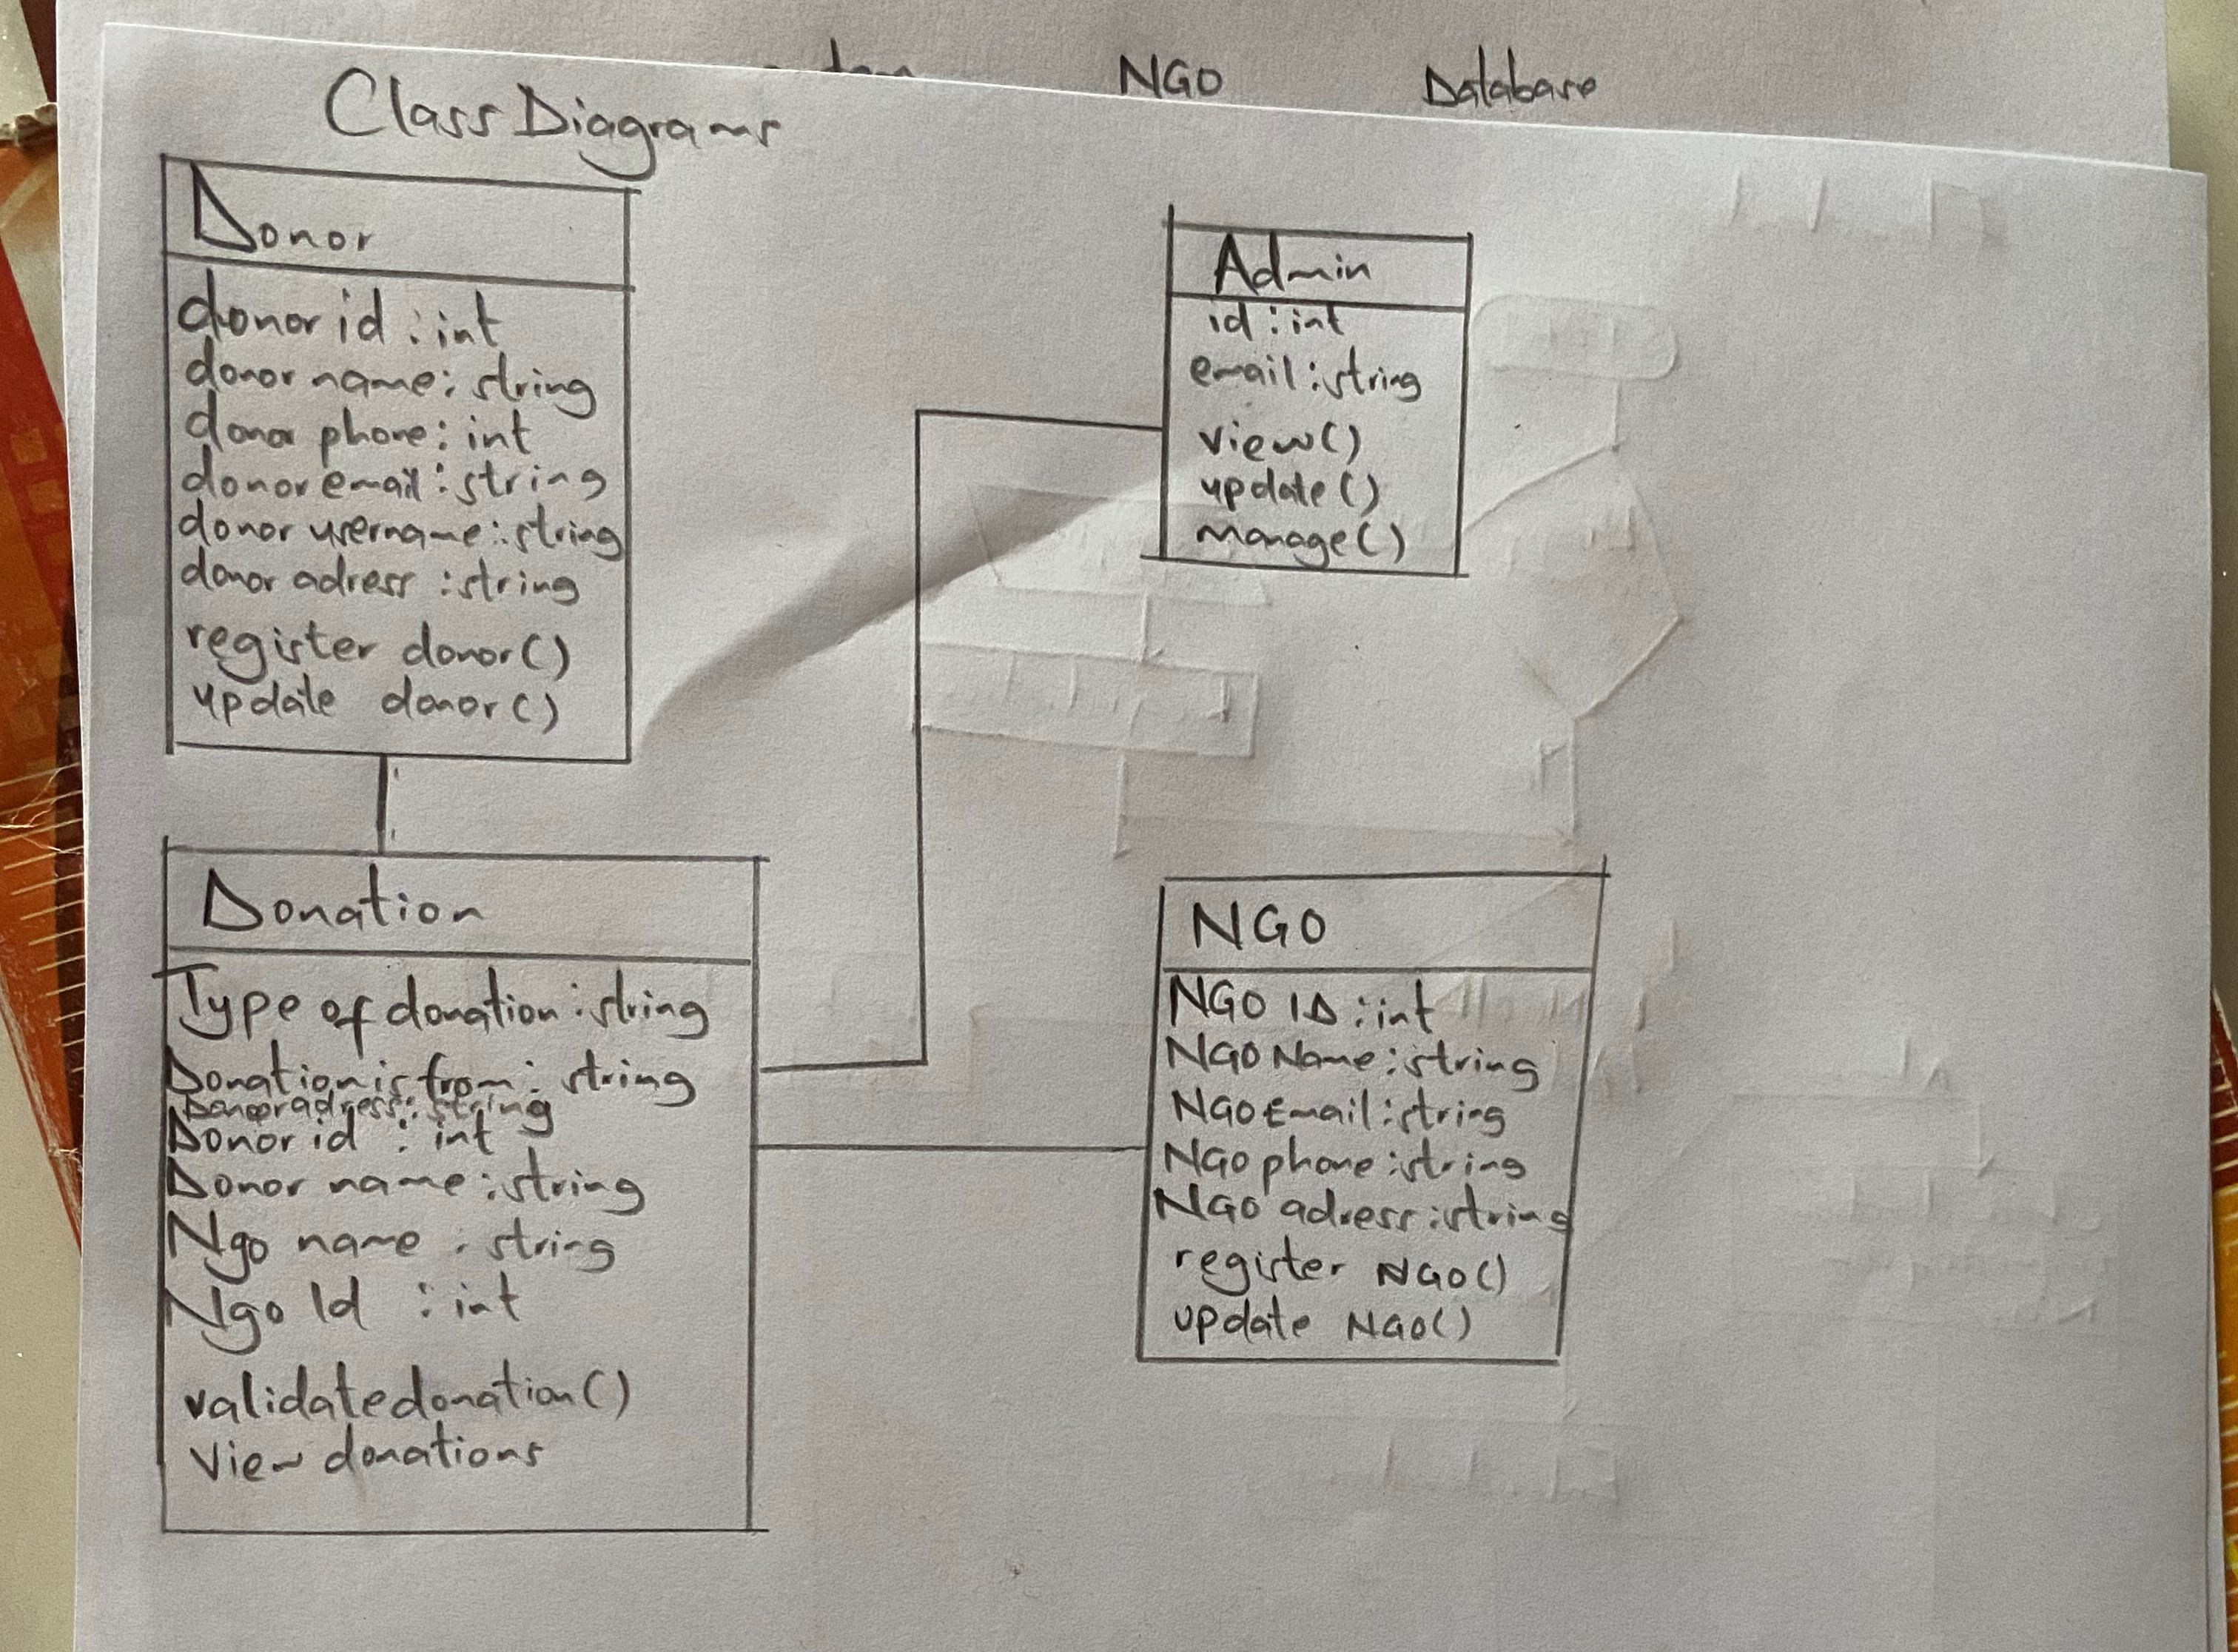 NGO
Database
Class Diagrams
Donor
donor id : int
donor name : string
donor phone : int
donor email : string
donor username : string
donor adress : string
register donor()
update donor()
Admin
id : int
email : string
view()
update()
manage()
Donation
Type of donation : string
Donation is from : string
Donor adress : string
Donor id : int
Donor name : string
Ngo name : string
Ngo Id : int
validatedonation()
View donations
NGO
NGO ID : int
NGO Name : string
NGO Email : string
NGO phone : string
NGO adress : string
register NGO()
update NGO()